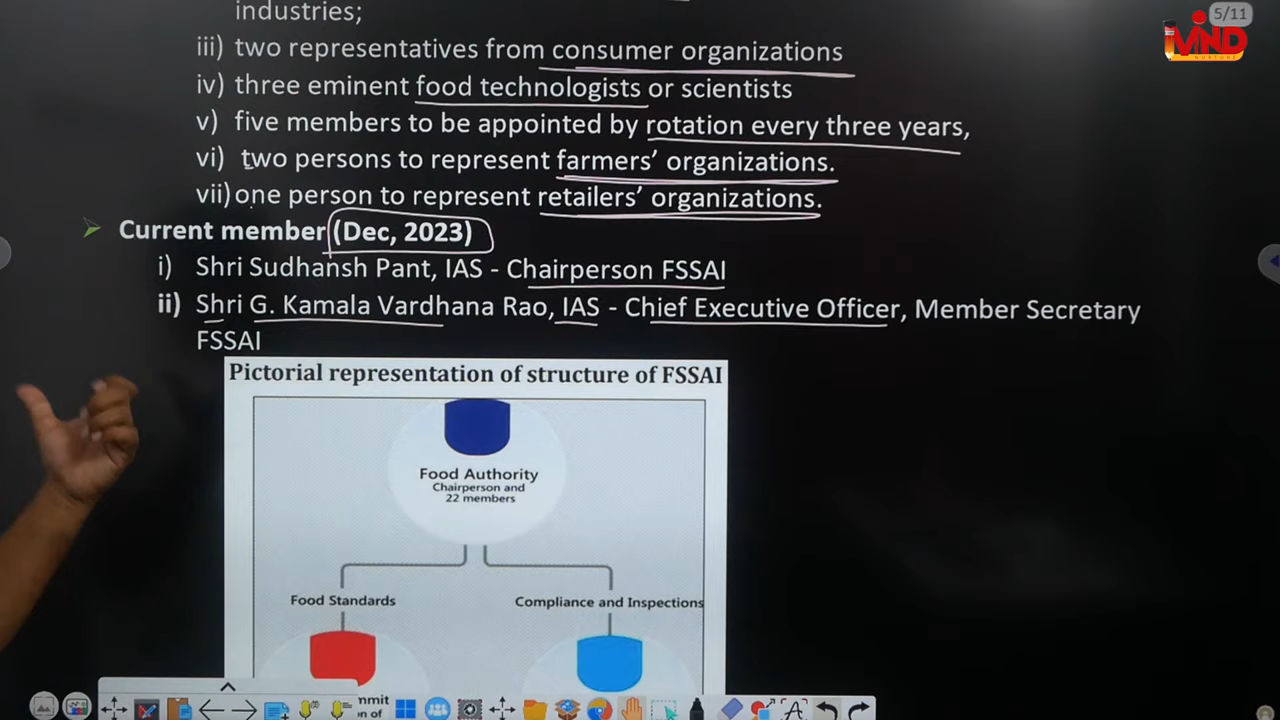 industries;
5/11
MIND
iii) two representatives from consumer organizations
iv) three eminent food technologists or scientists
v) five members to be appointed by rotation every three years,
vi) two persons to represent farmers’ organizations.
vii) one person to represent retailers’ organizations.
Current member (Dec, 2023)
i) Shri Sudhansh Pant, IAS - Chairperson FSSAI
ii) Shri G. Kamala Vardhana Rao, IAS - Chief Executive Officer, Member Secretary
FSSAI
Pictorial representation of structure of FSSAI
Food Authority
Chairperson and
22 members
Food Standards
Compliance and Inspections